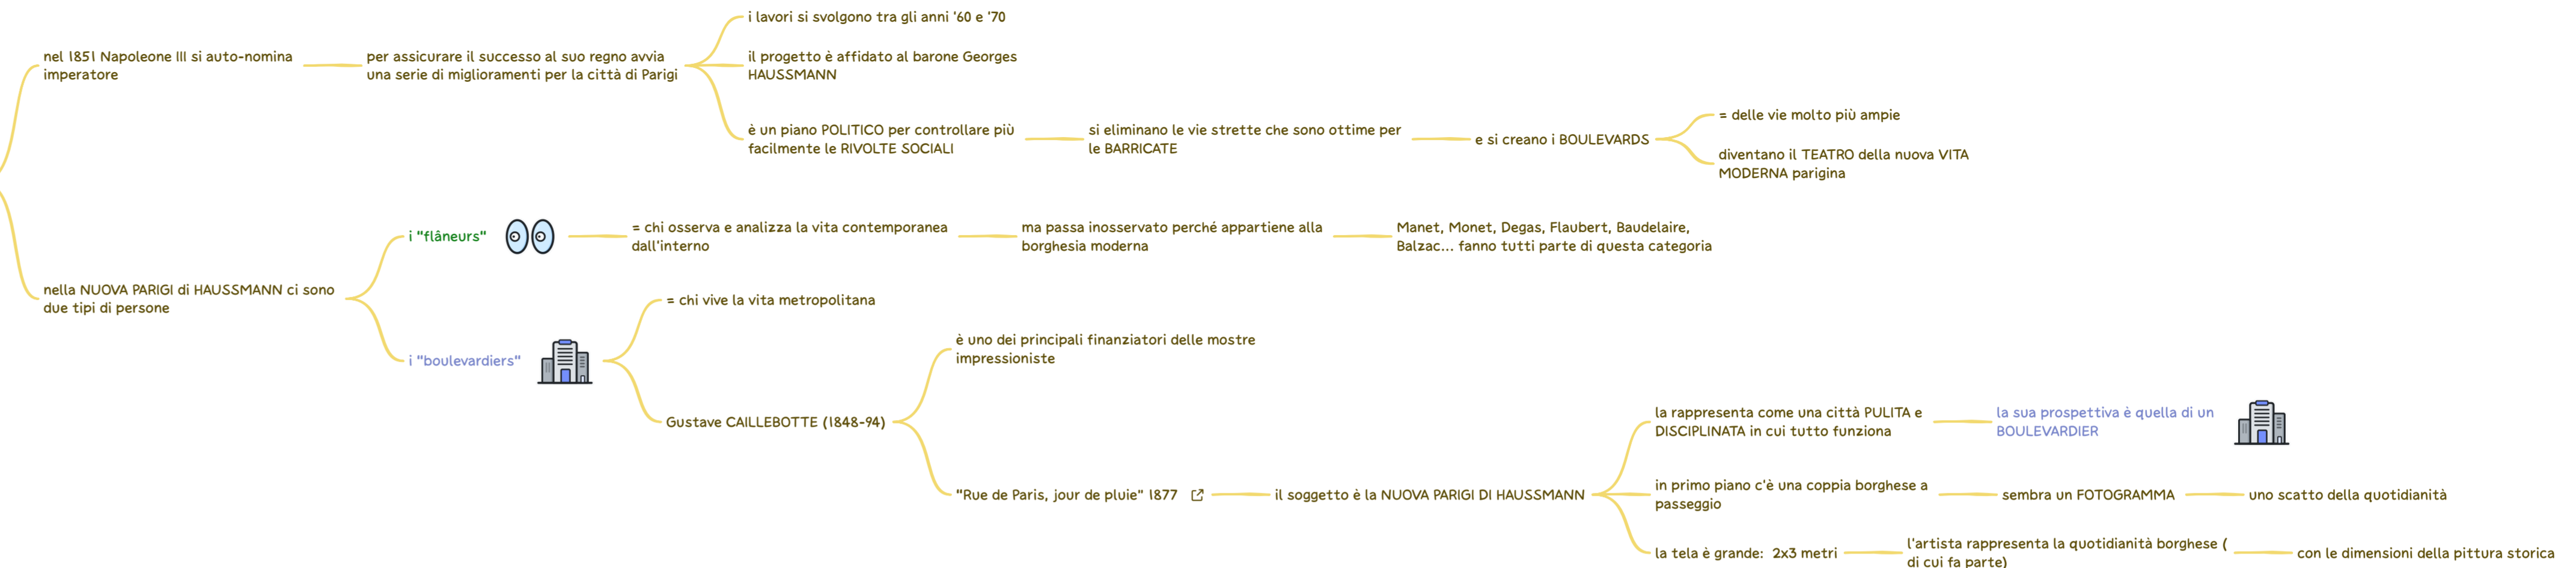 nel 1851 Napoleone III si auto-nomina
imperatore
per assicurare il successo al suo regno avvia
una serie di miglioramenti per la città di Parigi
i lavori si svolgono tra gli anni '60 e '70
il progetto è affidato al barone Georges
HAUSSMANN
è un piano POLITICO per controllare più
facilmente le RIVOLTE SOCIALI
si eliminano le vie strette che sono ottime per
le BARRICATE
e si creano i BOULEVARDS
= delle vie molto più ampie
diventano il TEATRO della nuova VITA
MODERNA parigina
nella NUOVA PARIGI di HAUSSMANN ci sono
due tipi di persone
i "flâneurs"
= chi osserva e analizza la vita contemporanea
dall'interno
ma passa inosservato perché appartiene alla
borghesia moderna
Manet, Monet, Degas, Flaubert, Baudelaire,
Balzac... fanno tutti parte di questa categoria
i "boulevardiers"
= chi vive la vita metropolitana
Gustave CAILLEBOTTE (1848-94)
è uno dei principali finanziatori delle mostre
impressioniste
"Rue de Paris, jour de pluie" 1877
il soggetto è la NUOVA PARIGI DI HAUSSMANN
la rappresenta come una città PULITA e
DISCIPLINATA in cui tutto funziona
la sua prospettiva è quella di un
BOULEVARDIER
in primo piano c'è una coppia borghese a
passeggio
sembra un FOTOGRAMMA
uno scatto della quotidianità
la tela è grande: 2x3 metri
l'artista rappresenta la quotidianità borghese (
di cui fa parte)
con le dimensioni della pittura storica